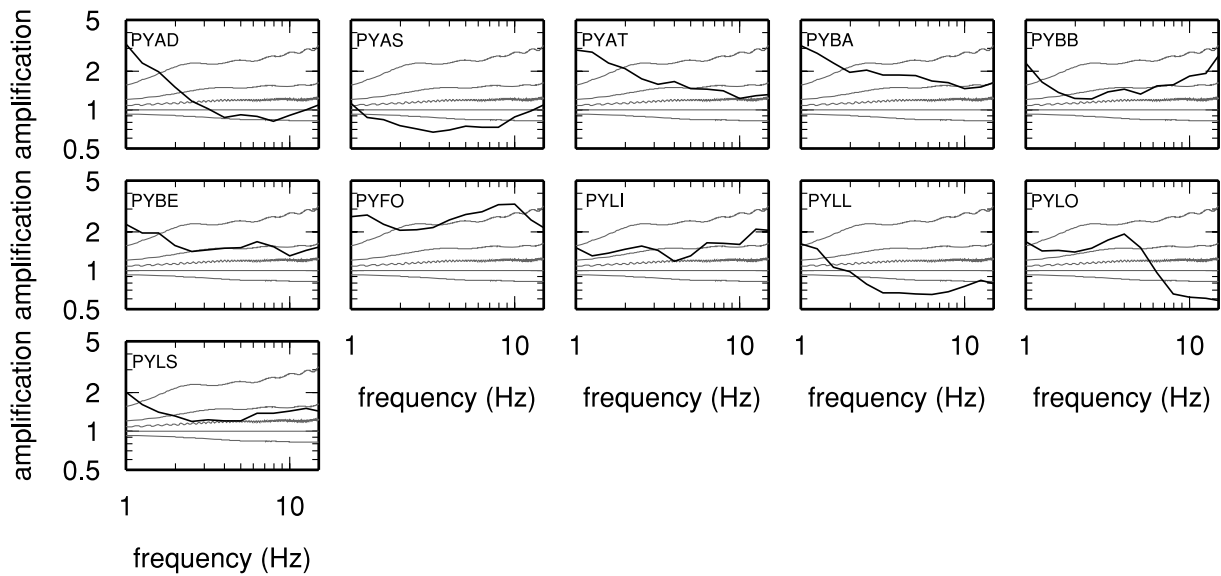 amplification 5 2 1 0.5 PYAD PYAS PYAT PYBA PYBB
amplification 5 2 1 0.5 PYBE PYFO PYLI PYLL PYLO
1 10 1 10 1 10 1 10
frequency (Hz) frequency (Hz) frequency (Hz) frequency (Hz)
amplification 5 2 1 0.5 PYLS
1 10
frequency (Hz)